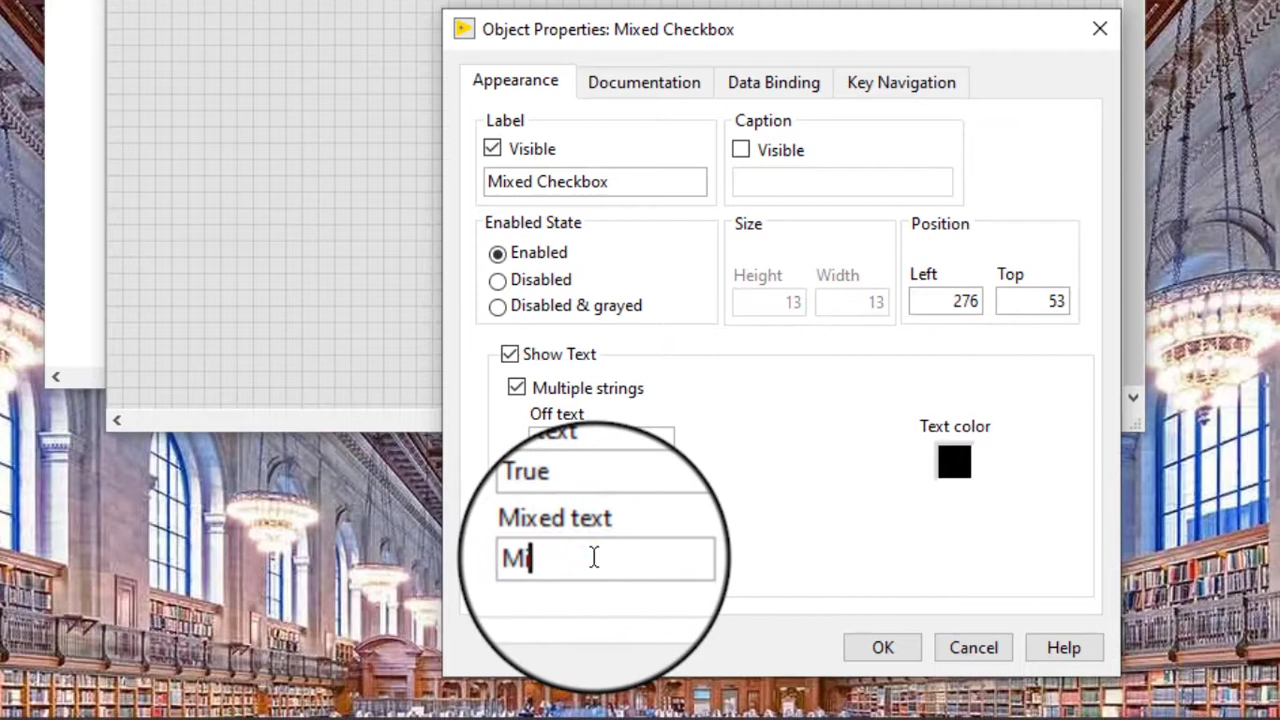 Object Properties: Mixed Checkbox
Appearance
Documentation
Data Binding
Key Navigation
Label
Visible
Mixed Checkbox
Caption
Visible
Enabled State
Enabled
Disabled
Disabled & grayed
Size
Height
Width
13
13
Position
Left
Top
276
53
Show Text
Multiple strings
Off text
text
True
Mixed text
Mi
Text color
OK
Cancel
Help